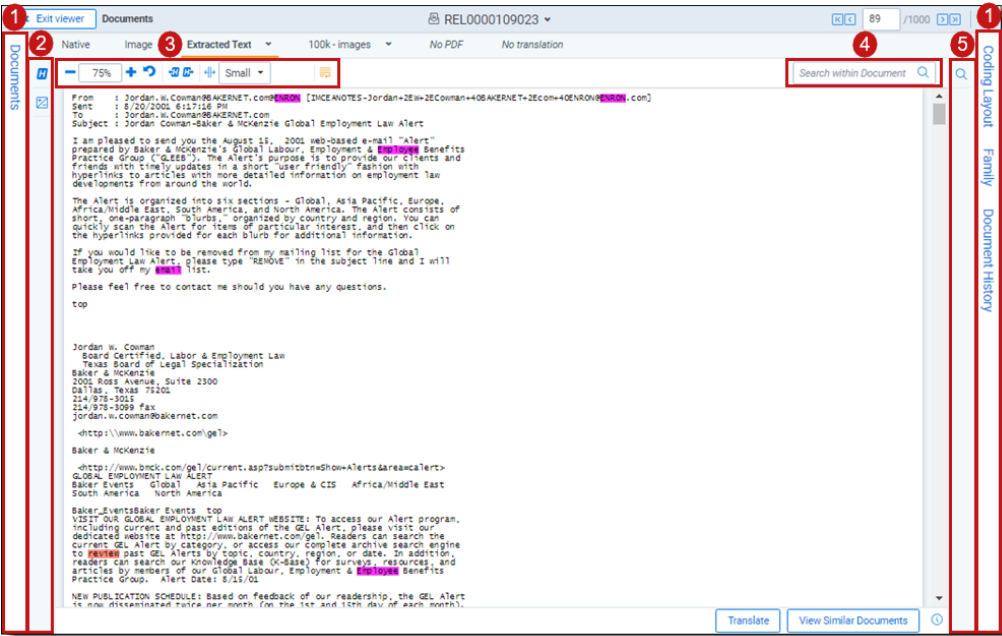 1
Exit viewer Documents REL0000109023 89 /1000
1
Documents
2
Native Image 3 Extracted Text 100k - images No PDF No translation 4 5
75% Small Search within Document
Coding Layout
Family
Document History
From : Jordan.W.Cowman@BAKERNET.com@ENRON [IMCEANOTES-Jordan+2EW+2ECowman+40BAKERNET+2Ecom+40ENRON@ENRON.com]
Sent : 8/20/2001 6:17:16 PM
To : Jordan.W.Cowman@BAKERNET.com
Subject : Jordan Cowman-Baker & McKenzie Global Employment Law Alert
I am pleased to send you the August 15, 2001 web-based e-mail "Alert"
prepared by Baker & McKenzie's Global Labour, Employment & Employee Benefits
Practice Group ("GLEEB"). The Alert's purpose is to provide our clients and
friends with timely updates in a short "user friendly" fashion with
hyperlinks to articles with more detailed information on employment law
developments from around the world.
The Alert is organized into six sections - Global, Asia Pacific, Europe,
Africa/Middle East, South America, and North America. The Alert consists of
short, one-paragraph "blurbs," organized by country and region. You can
quickly scan the Alert for items of particular interest, and then click on
the hyperlinks provided for each blurb for additional information.
If you would like to be removed from my mailing list for the Global
Employment Law Alert, please type "REMOVE" in the subject line and I will
take you off my email list.
Please feel free to contact me should you have any questions.
top
Jordan W. Cowman
Board Certified, Labor & Employment Law
Texas Board of Legal Specialization
Baker & McKenzie
2001 Ross Avenue, Suite 2300
Dallas, Texas 75201
214/978-3015
214/978-3099 fax
jordan.w.cowman@bakernet.com
<http:\\www.bakernet.com\gel>
Baker & McKenzie
<http://www.bmck.com/gel/current.asp?submitbtn=Show+Alerts&area=calert>
GLOBAL EMPLOYMENT LAW ALERT
Baker Events Global Asia Pacific Europe & CIS Africa/Middle East
South America North America
Baker_EventsBaker Events top
VISIT OUR GLOBAL EMPLOYMENT LAW ALERT WEBSITE: To access our Alert program,
including current and past editions of the GEL Alert, please visit our
dedicated website at http://www.bakernet.com/gel. Readers can search the
current GEL Alert by category, or access our complete archive search engine
to review past GEL Alerts by topic, country, region, or date. In addition,
readers can search our Knowledge Base (K-Base) for surveys, resources, and
articles by members of our Global Labour, Employment & Employee Benefits
Practice Group. Alert Date: 8/15/01
NEW PUBLICATION SCHEDULE: Based on feedback of our readership, the GEL Alert
is now disseminated twice per month (on the 1st and 15th day of each month).
Translate View Similar Documents